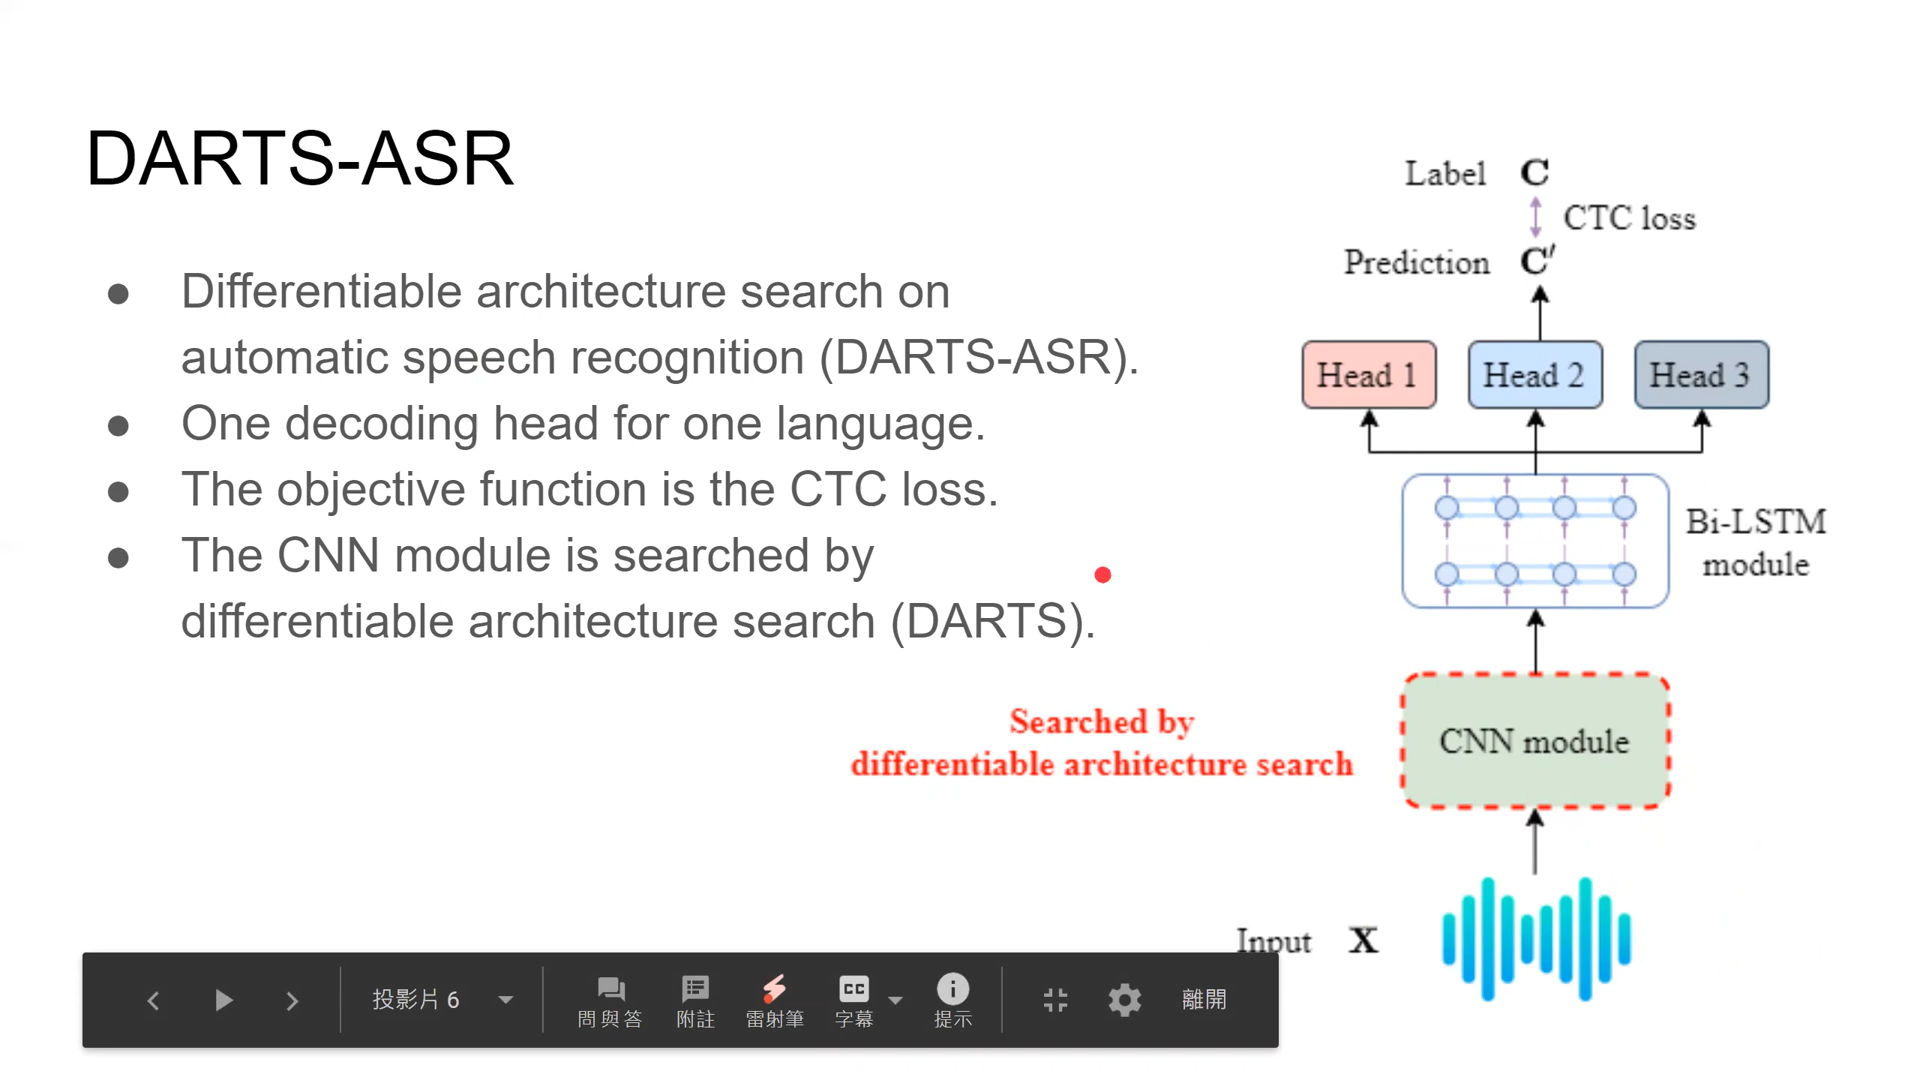 DARTS-ASR
● Differentiable architecture search on
automatic speech recognition (DARTS-ASR).
● One decoding head for one language.
● The objective function is the CTC loss.
● The CNN module is searched by
differentiable architecture search (DARTS).
Label C
CTC loss
Prediction C′
Head 1 Head 2 Head 3
Bi-LSTM
module
Searched by
differentiable architecture search
CNN module
Input X
投影片 6
問與答
附註
雷射筆
CC
字幕
提示
離開